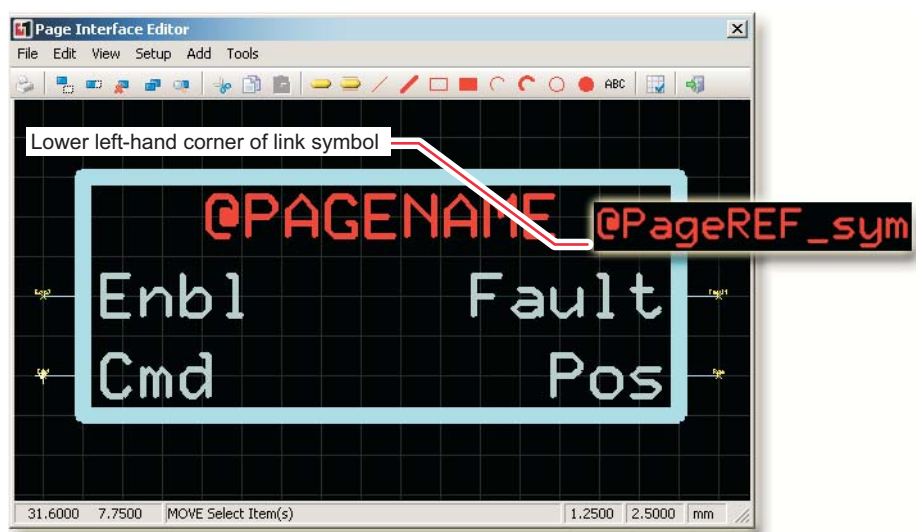 Page Interface Editor
File Edit View Setup Add Tools
ABC
Lower left-hand corner of link symbol
@PAGENAME
@PageREF_sym
Enbl Fault
Cmd Pos
31.6000 7.7500 MOVE Select Item(s) 1.2500 2.5000 mm